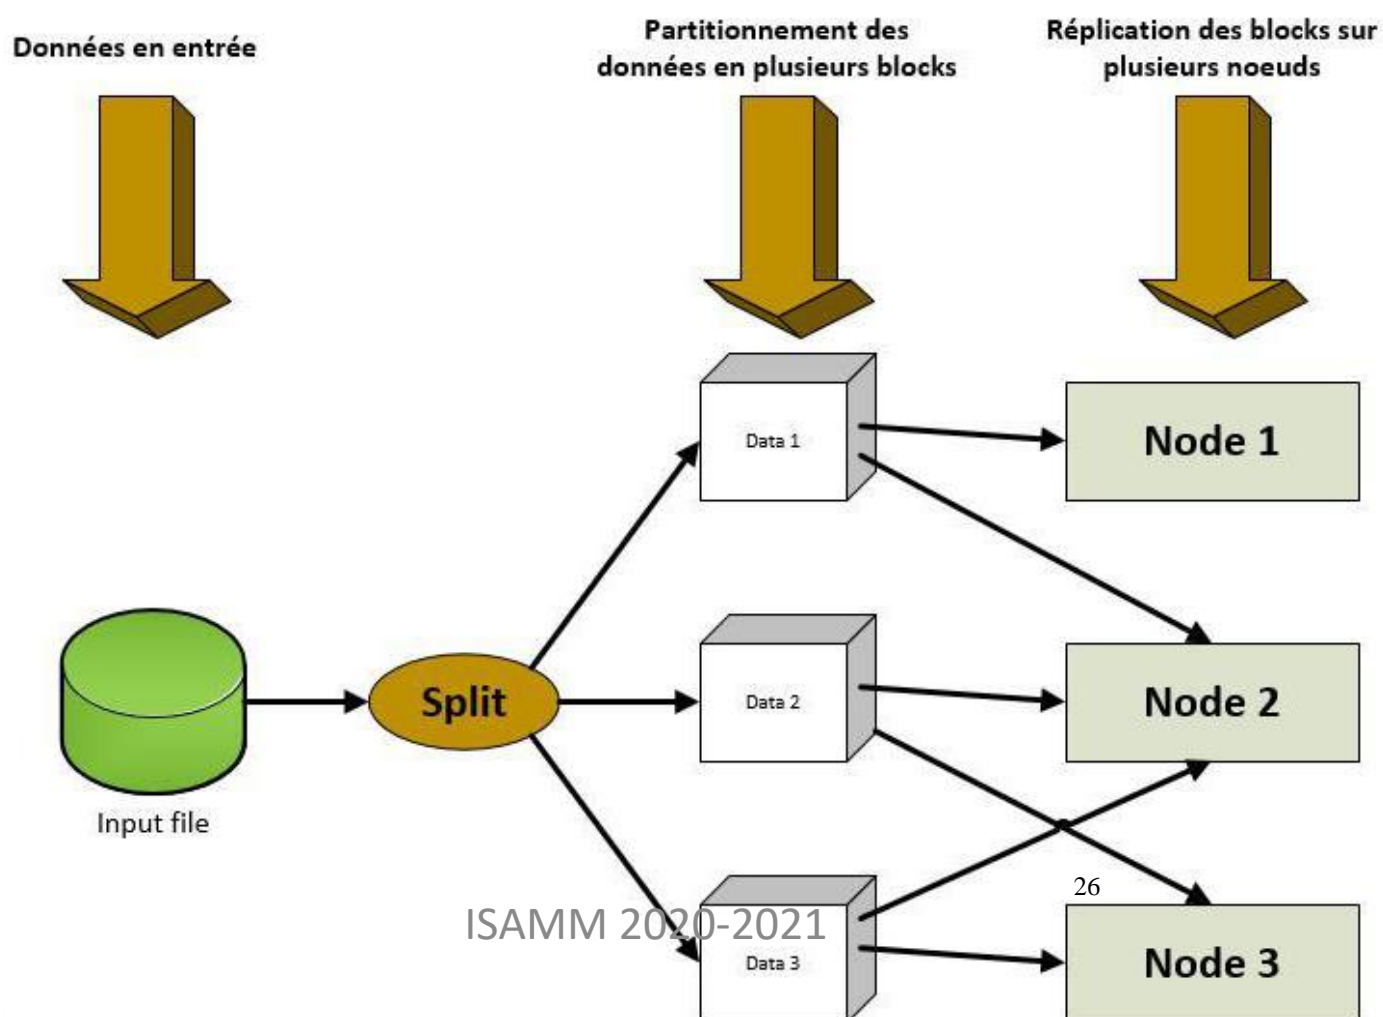 Données en entrée
Partitionnement des
données en plusieurs blocks
Réplication des blocks sur
plusieurs noeuds
Data 1
Node 1
Split
Data 2
Node 2
Input file
26
ISAMM 2020-2021
Data 3
Node 3